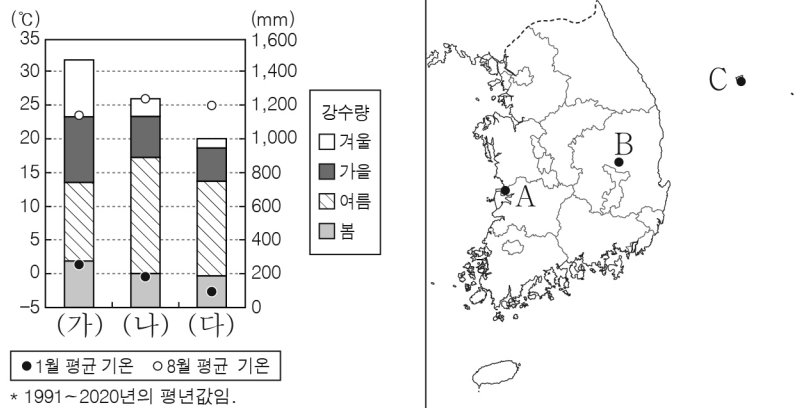 (℃) (mm)
35 1,600
30 1,400
25 1,200
20 1,000
15 800
10 600
5 400
0 200
-5 0
(가) (나) (다)
강수량
겨울
가을
여름
봄
●1월 평균 기온 ○8월 평균 기온
* 1991~2020년의 평년값임.
C
B
A